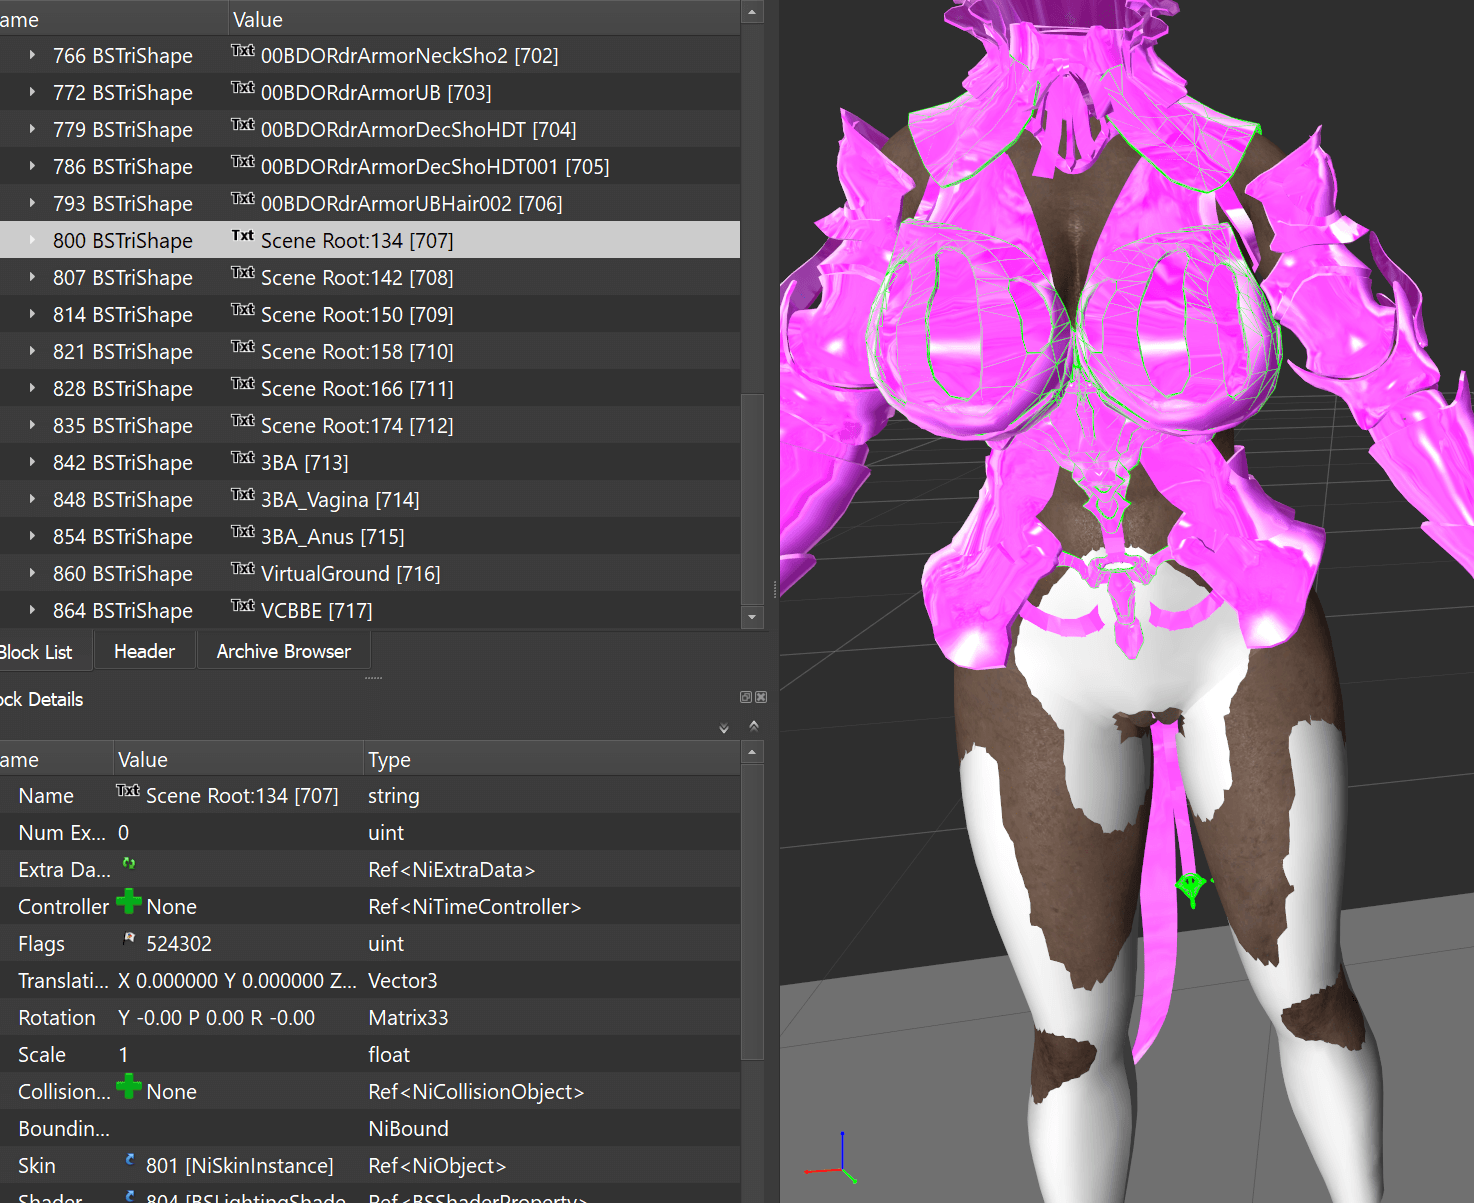 ame Value
766 BSTriShape Txt 00BDORdrArmorNeckSho2 [702]
772 BSTriShape Txt 00BDORdrArmorUB [703]
779 BSTriShape Txt 00BDORdrArmorDecShoHDT [704]
786 BSTriShape Txt 00BDORdrArmorDecShoHDT001 [705]
793 BSTriShape Txt 00BDORdrArmorUBHair002 [706]
800 BSTriShape Txt Scene Root:134 [707]
807 BSTriShape Txt Scene Root:142 [708]
814 BSTriShape Txt Scene Root:150 [709]
821 BSTriShape Txt Scene Root:158 [710]
828 BSTriShape Txt Scene Root:166 [711]
835 BSTriShape Txt Scene Root:174 [712]
842 BSTriShape Txt 3BA [713]
848 BSTriShape Txt 3BA_Vagina [714]
854 BSTriShape Txt 3BA_Anus [715]
860 BSTriShape Txt VirtualGround [716]
864 BSTriShape Txt VCBBE [717]
Block List Header Archive Browser
ock Details
ame Value Type
Name Txt Scene Root:134 [707] string
Num Ex... 0 uint
Extra Da... Ref<NiExtraData>
Controller None Ref<NiTimeController>
Flags 524302 uint
Translati... X 0.000000 Y 0.000000 Z... Vector3
Rotation Y -0.00 P 0.00 R -0.00 Matrix33
Scale 1 float
Collision... None Ref<NiCollisionObject>
Boundin... NiBound
Skin 801 [NiSkinInstance] Ref<NiObject>
Shader 804 [BSLightingShade Ref<BSShaderProperty>